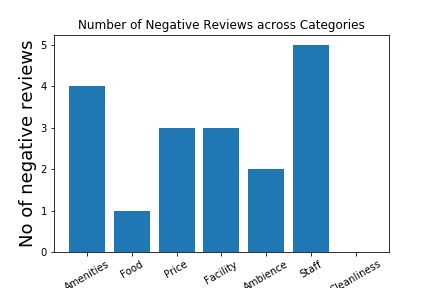 Number of Negative Reviews across Categories
No of negative reviews
5
4
3
2
1
0
Amenities
Food
Price
Facility
Ambience
Staff
Cleanliness